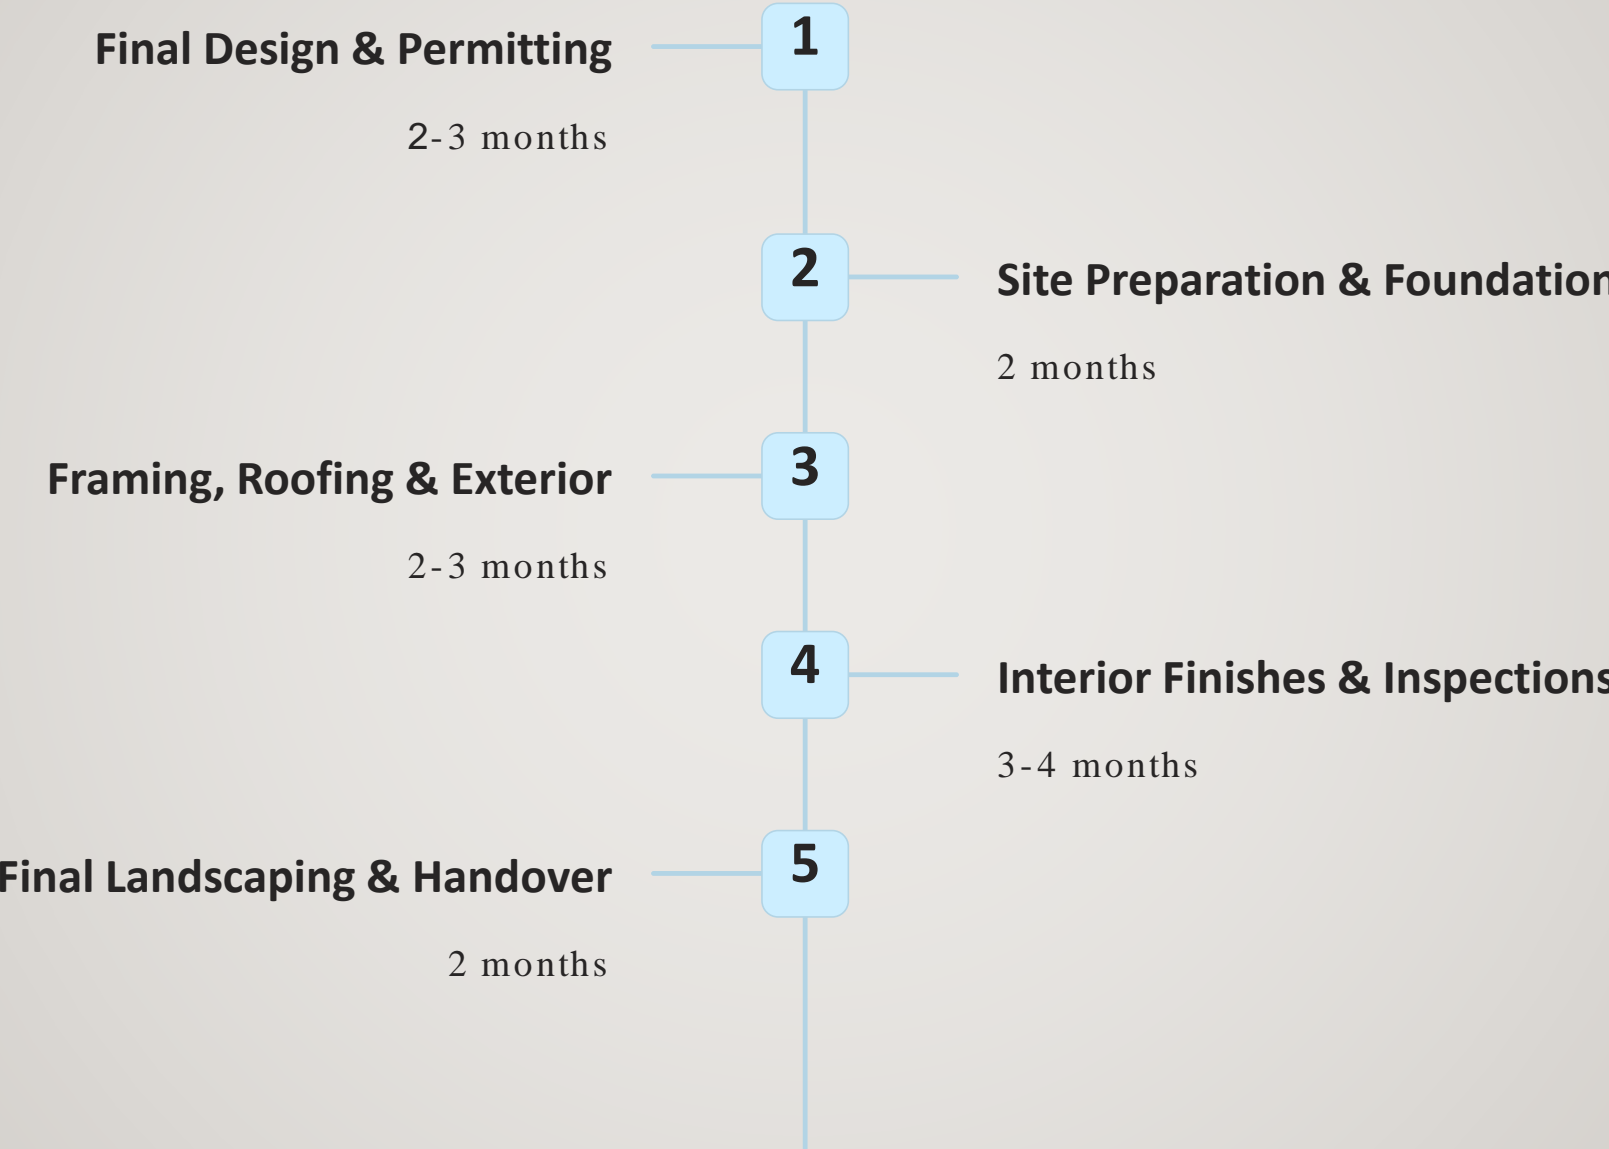 1
Final Design & Permitting
2-3 months
2
Site Preparation & Foundation
2 months
3
Framing, Roofing & Exterior
2-3 months
4
Interior Finishes & Inspections
3-4 months
5
Final Landscaping & Handover
2 months